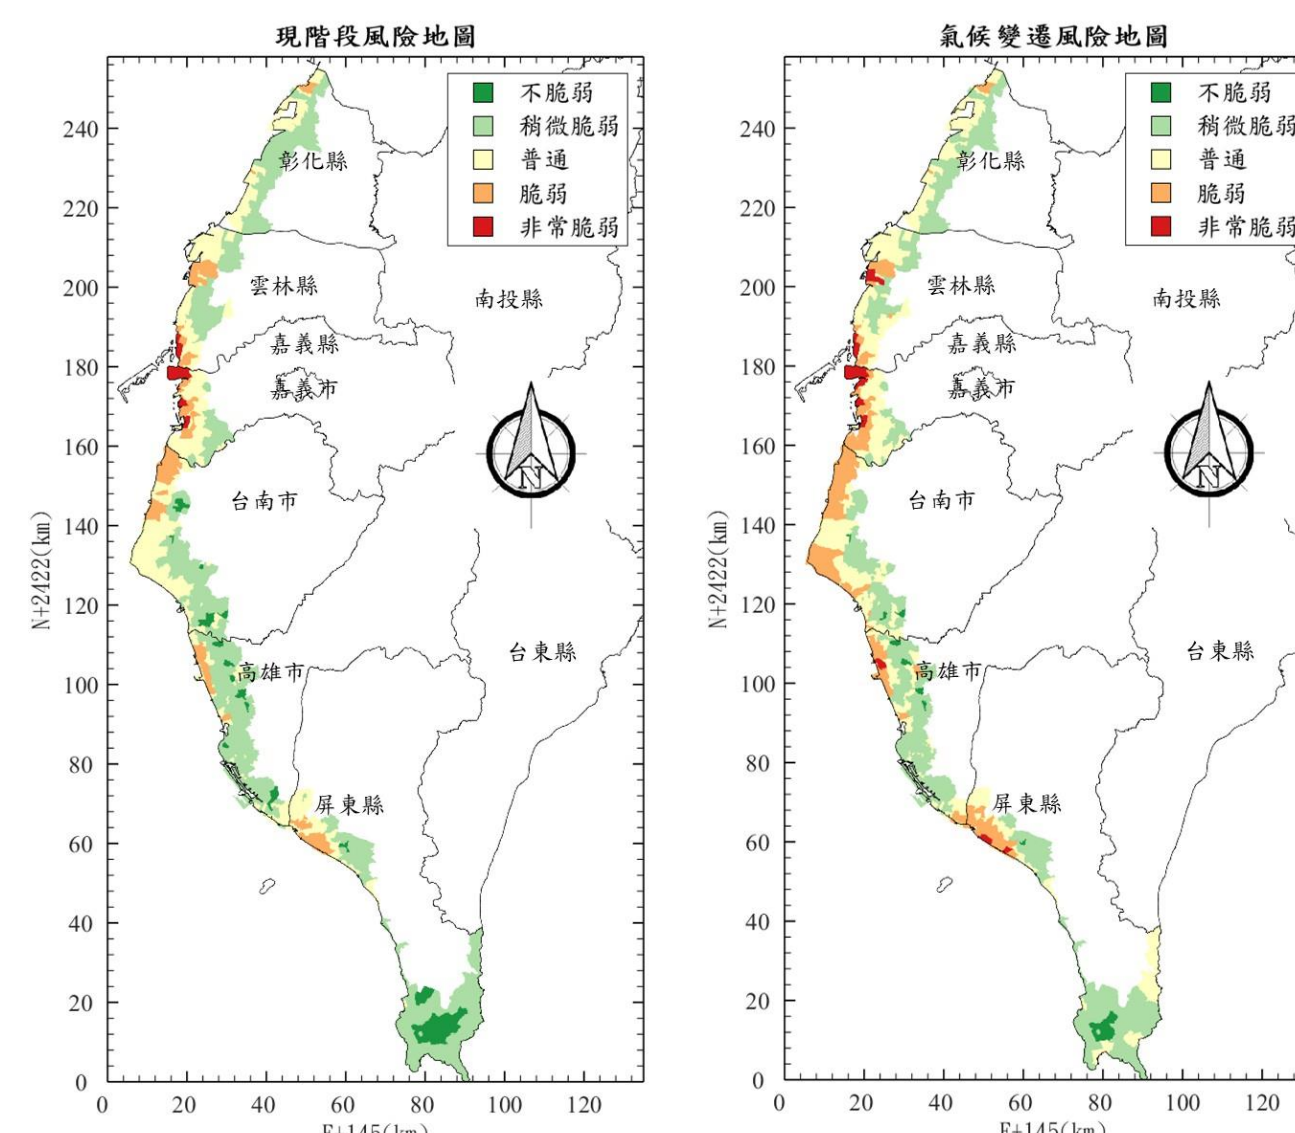 現階段風險地圖
不脆弱
稍微脆弱
普通
脆弱
非常脆弱
彰化縣
雲林縣
南投縣
嘉義縣
嘉義市
台南市
台東縣
高雄市
屏東縣
N
240
220
200
180
160
140
120
100
80
60
40
20
0
N+2422(km)
0 20 40 60 80 100 120
E+145(km)
氣候變遷風險地圖
不脆弱
稍微脆弱
普通
脆弱
非常脆弱
彰化縣
雲林縣
南投縣
嘉義縣
嘉義市
台南市
台東縣
高雄市
屏東縣
N
240
220
200
180
160
140
120
100
80
60
40
20
0
N+2422(km)
0 20 40 60 80 100 120
E+145(km)